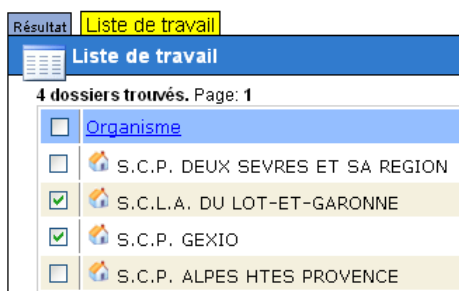 Résultat Liste de travail
Liste de travail
4 dossiers trouvés. Page: 1
Organisme
S.C.P. DEUX SEVRES ET SA REGION
S.C.L.A. DU LOT-ET-GARONNE
S.C.P. GEXIO
S.C.P. ALPES HTES PROVENCE